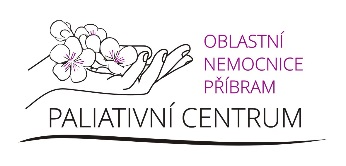 OBLASTNÍ
NEMOCNICE
PŘÍBRAM
PALIATIVNÍ CENTRUM